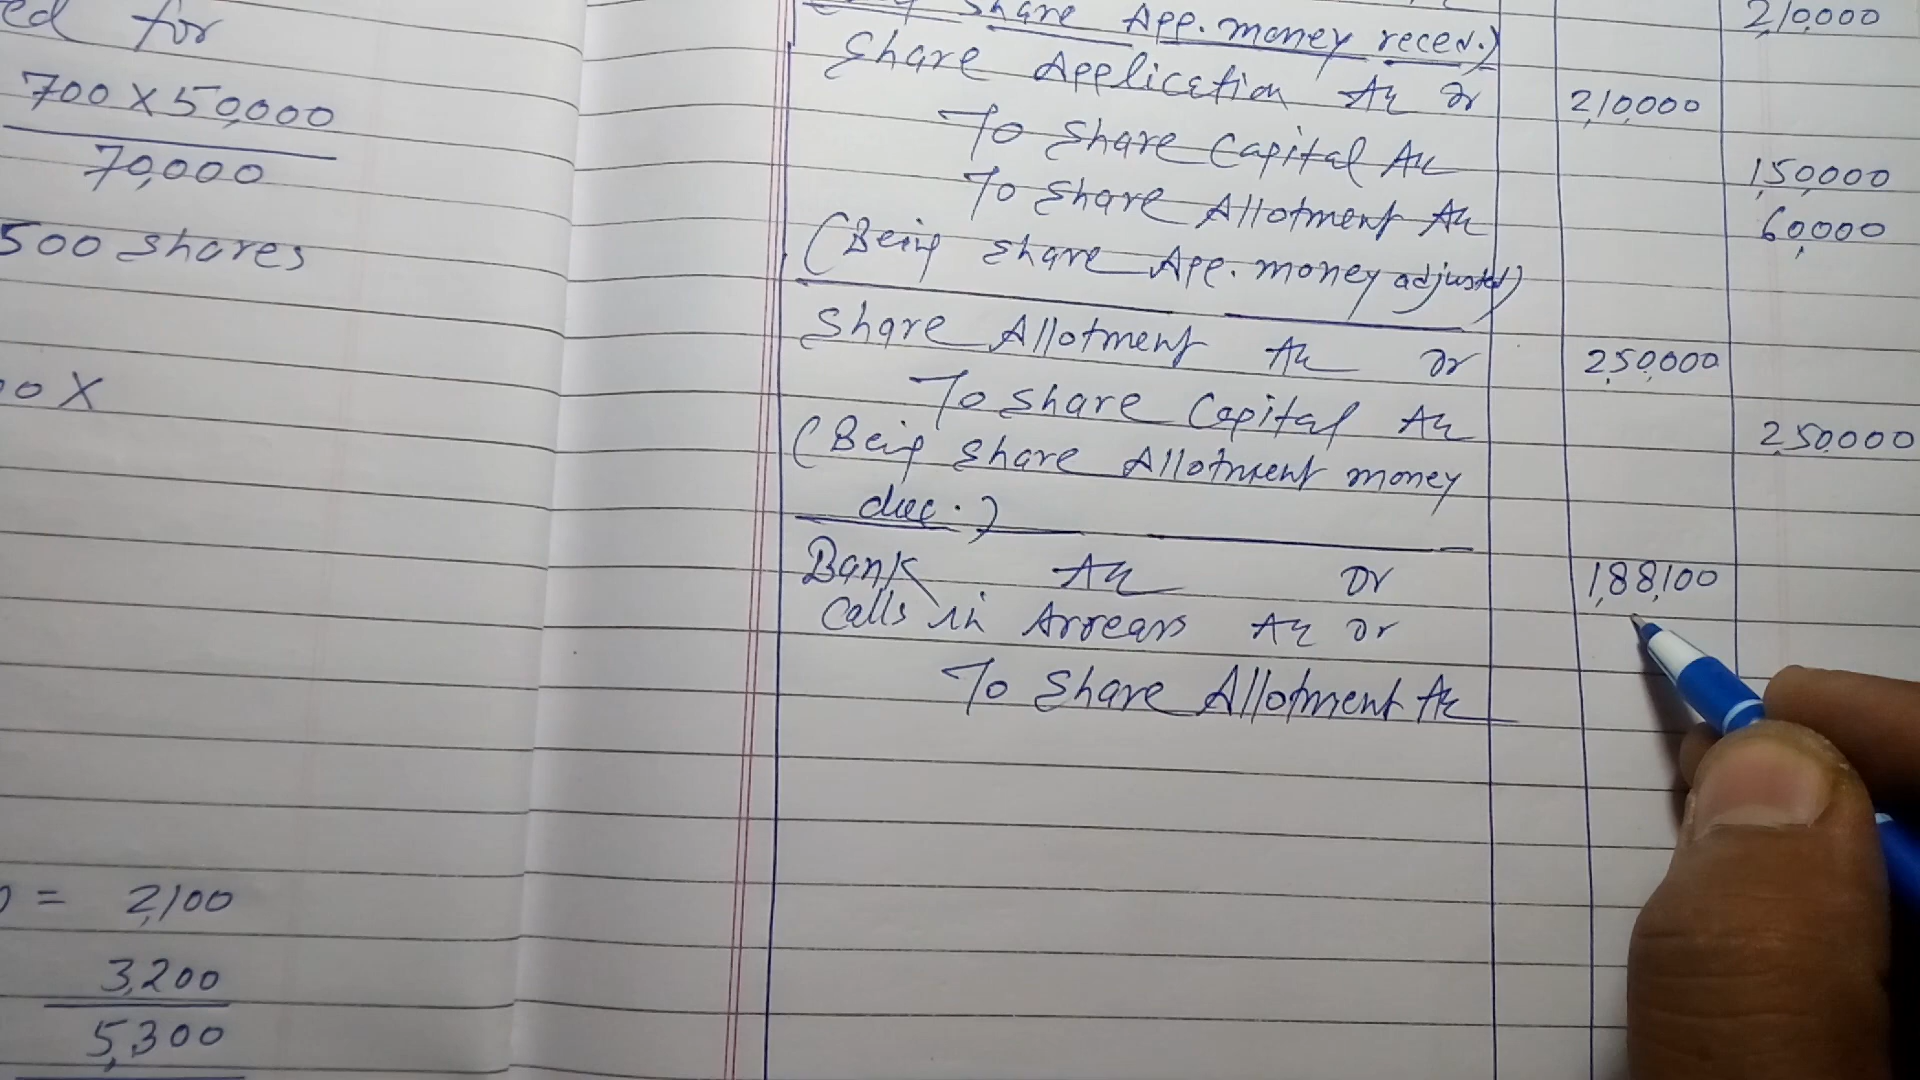 ed for
700 X 50,000
70,000
500 shares
0 X
= 2,100
3,200
5,300
Share App. money reced.)
2,10,000
Share Application A/c Dr 2,10,000
To Share Capital A/c 1,50,000
To Share Allotment A/c 60,000
(Being Share App. money adjusted)
Share Allotment A/c Dr 2,50,000
To Share Capital A/c 2,50,000
(Being Share Allotment money
due.)
Bank A/c Dr 1,88,100
Calls in Arrears A/c Dr
To Share Allotment A/c